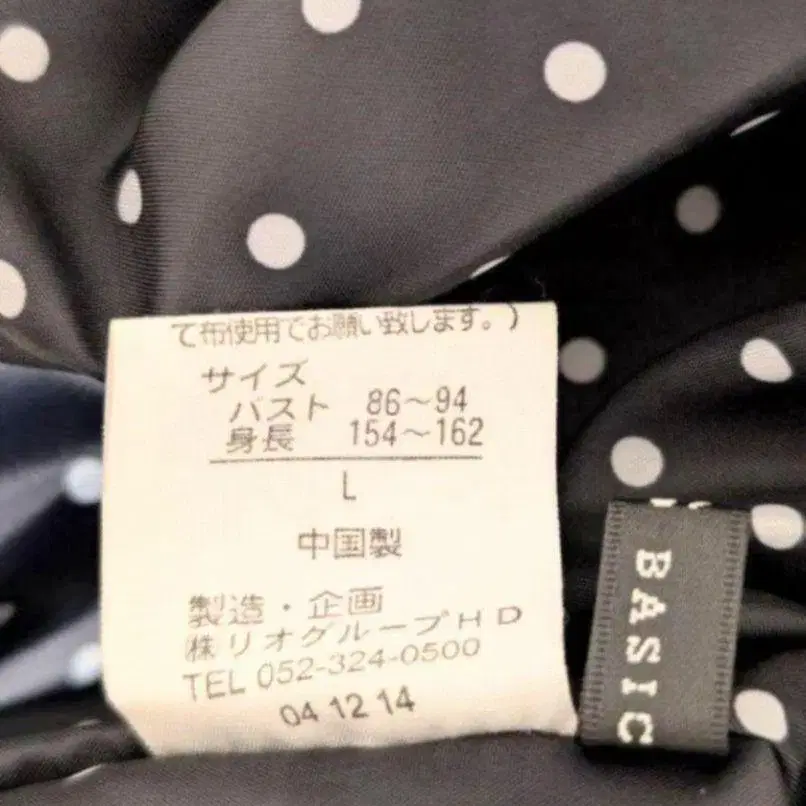 て布使用でお願い致します。)
サイズ
バスト 86～94
身長 154～162
L
中国製
製造・企画
㈱リオグループHD
TEL 052-324-0500
04 12 14
BASIC